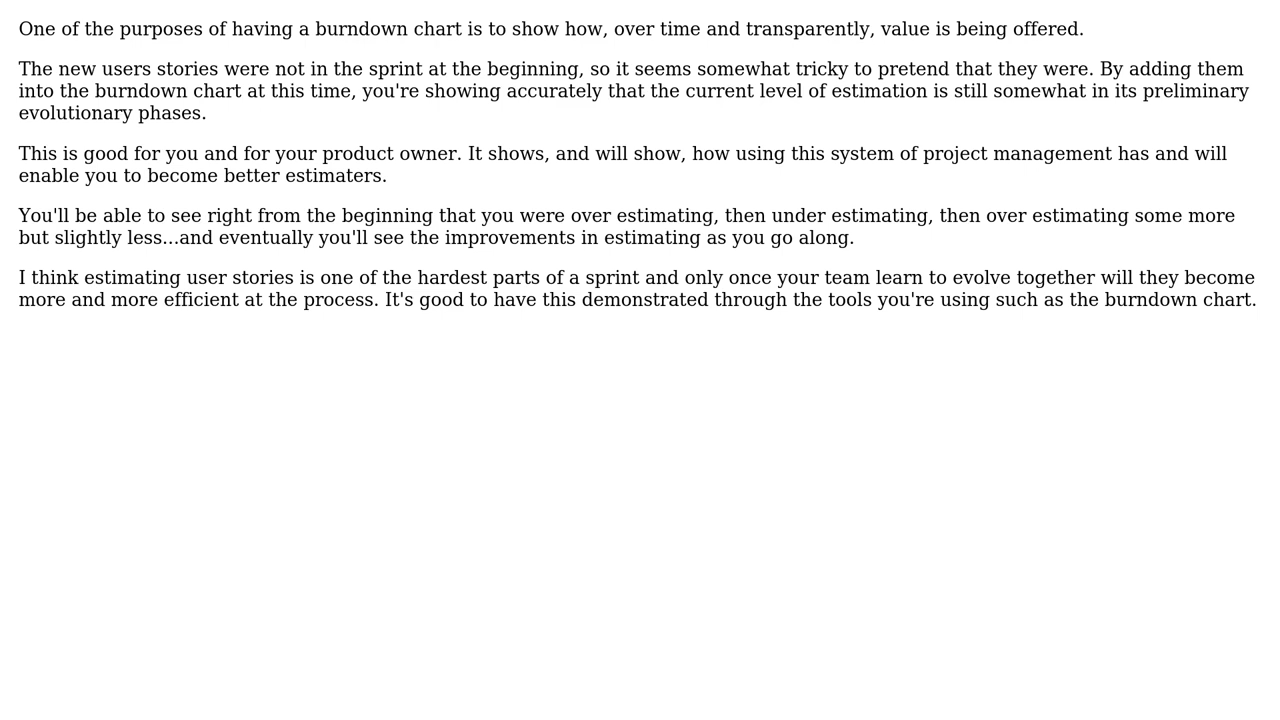 One of the purposes of having a burndown chart is to show how, over time and transparently, value is being offered.
The new users stories were not in the sprint at the beginning, so it seems somewhat tricky to pretend that they were. By adding them
into the burndown chart at this time, you're showing accurately that the current level of estimation is still somewhat in its preliminary
evolutionary phases.
This is good for you and for your product owner. It shows, and will show, how using this system of project management has and will
enable you to become better estimaters.
You'll be able to see right from the beginning that you were over estimating, then under estimating, then over estimating some more
but slightly less...and eventually you'll see the improvements in estimating as you go along.
I think estimating user stories is one of the hardest parts of a sprint and only once your team learn to evolve together will they become
more and more efficient at the process. It's good to have this demonstrated through the tools you're using such as the burndown chart.